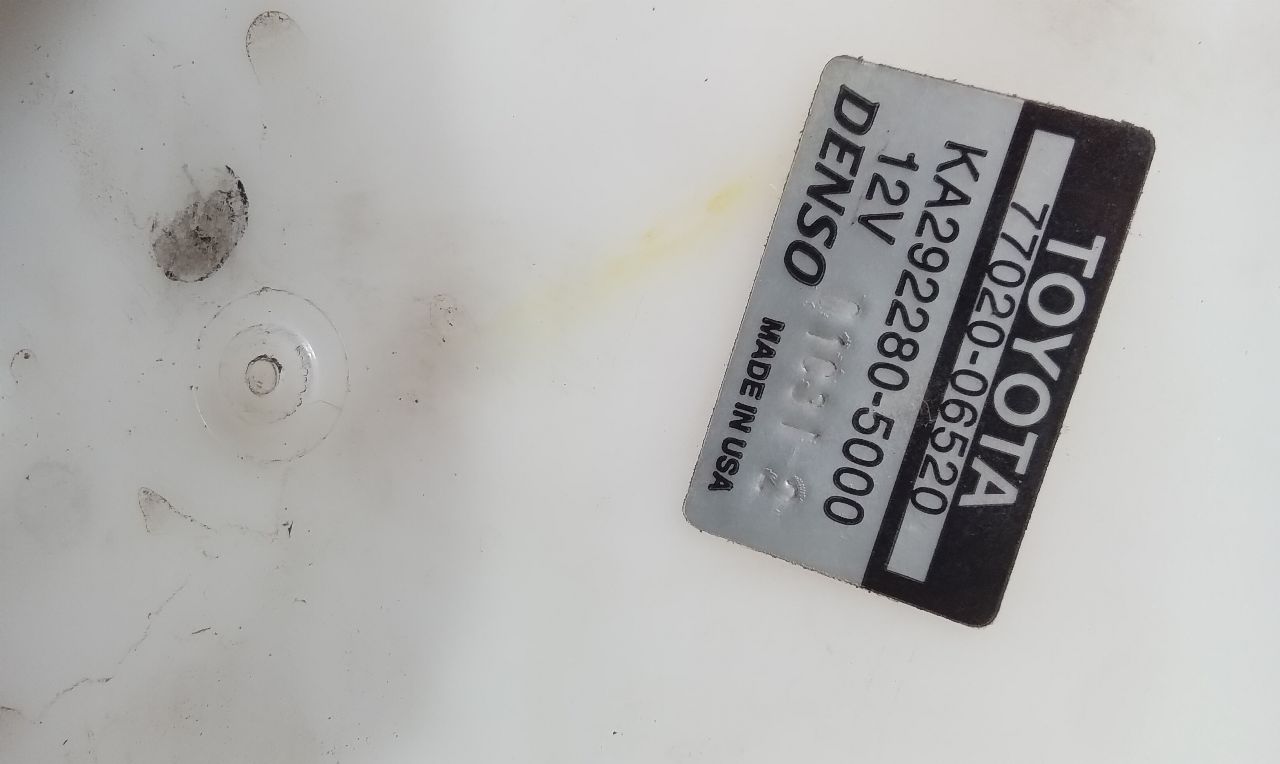 TOYOTA
77020-06520
KA292280-5000
12V
DENSO
MADE IN USA